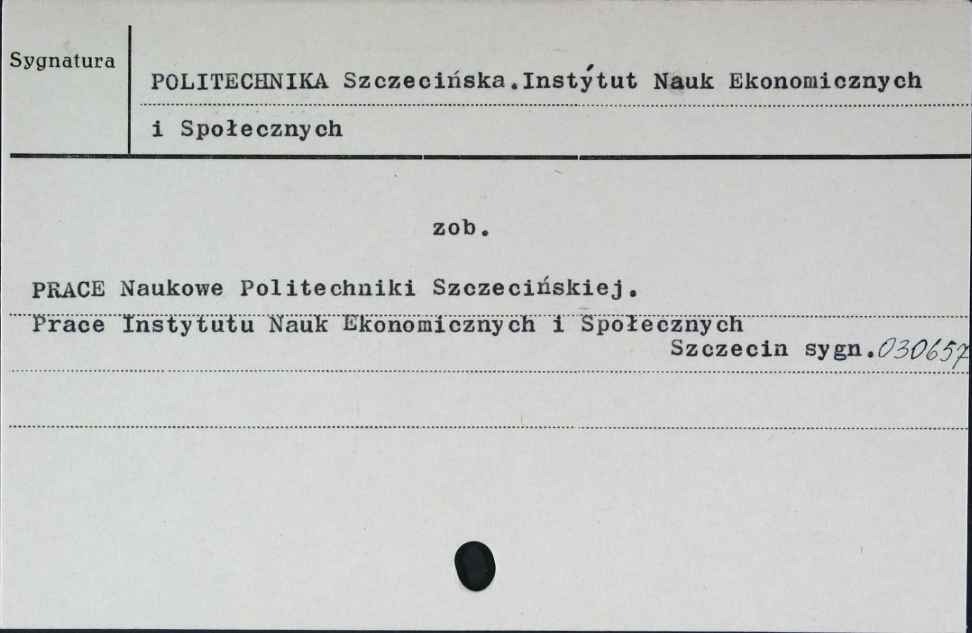 Sygnatura
POLITECHNIKA Szczecińska.Instýtut Nauk Ekonomicznych
i Społecznych
zob.
PRACE Naukowe Politechniki Szczecińskiej.
Prace Instytutu Nauk Ekonomicznych i Społecznych
Szczecin sygn.030657